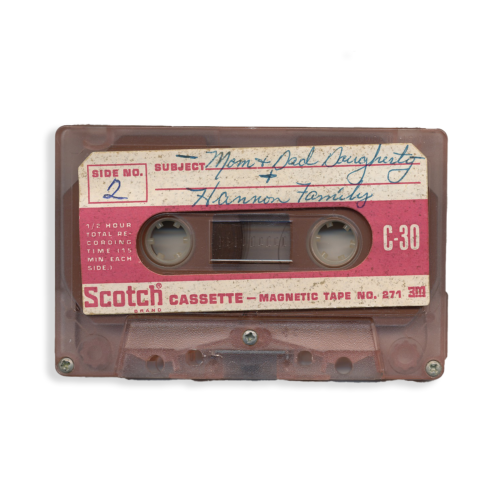 SIDE NO.
2
SUBJECT — Mom + Dad Dougherty
+
Hannon Family
1/2 HOUR
TOTAL RE-
CORDING
TIME (15
MIN. EACH
SIDE.)
C-30
Scotch® CASSETTE — MAGNETIC TAPE NO. 271 3M
BRAND